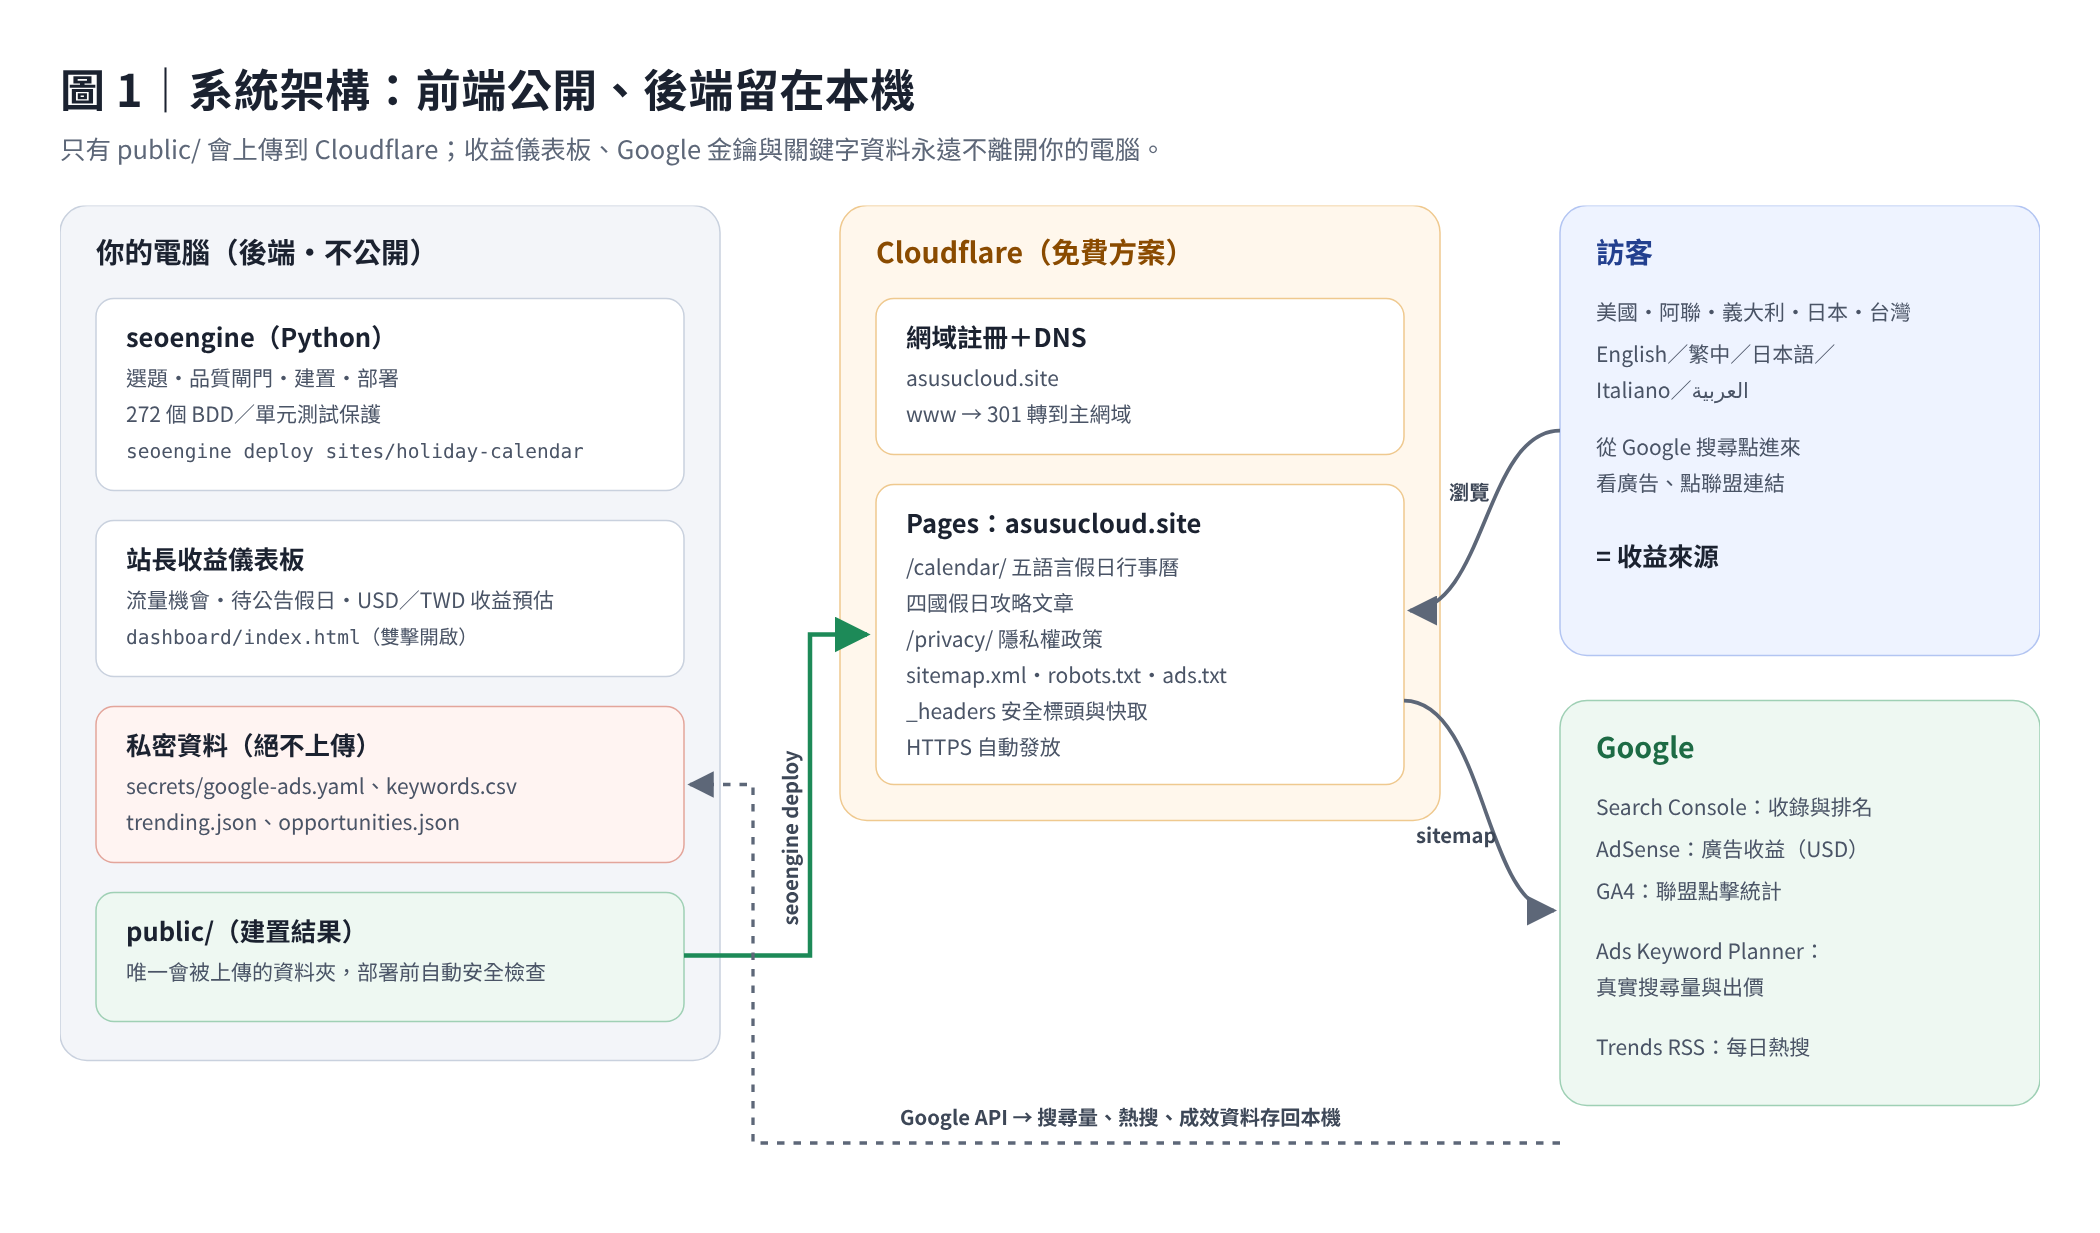 圖 1｜系統架構：前端公開、後端留在本機
只有 public/ 會上傳到 Cloudflare；收益儀表板、Google 金鑰與關鍵字資料永遠不離開你的電腦。
你的電腦（後端・不公開）
seoengine（Python）
選題・品質閘門・建置・部署
272 個 BDD／單元測試保護
seoengine deploy sites/holiday-calendar
站長收益儀表板
流量機會・待公告假日・USD／TWD 收益預估
dashboard/index.html（雙擊開啟）
私密資料（絕不上傳）
secrets/google-ads.yaml、keywords.csv
trending.json、opportunities.json
public/（建置結果）
唯一會被上傳的資料夾，部署前自動安全檢查
seoengine deploy
Cloudflare（免費方案）
網域註冊＋DNS
asusucloud.site
www → 301 轉到主網域
Pages：asusucloud.site
/calendar/ 五語言假日行事曆
四國假日攻略文章
/privacy/ 隱私權政策
sitemap.xml・robots.txt・ads.txt
_headers 安全標頭與快取
HTTPS 自動發放
瀏覽
sitemap
訪客
美國・阿聯・義大利・日本・台灣
English／繁中／日本語／
Italiano／العربية
從 Google 搜尋點進來
看廣告、點聯盟連結
= 收益來源
Google
Search Console：收錄與排名
AdSense：廣告收益（USD）
GA4：聯盟點擊統計
Ads Keyword Planner：
真實搜尋量與出價
Trends RSS：每日熱搜
Google API → 搜尋量、熱搜、成效資料存回本機